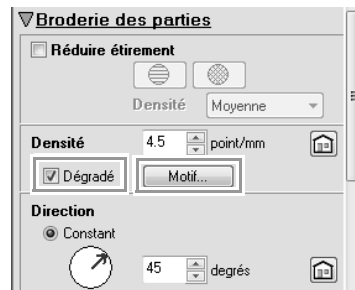 Broderie des parties
Réduire étirement
Densité Moyenne
Densité 4.5 point/mm
Dégradé Motif...
Direction
Constant
45 degrés